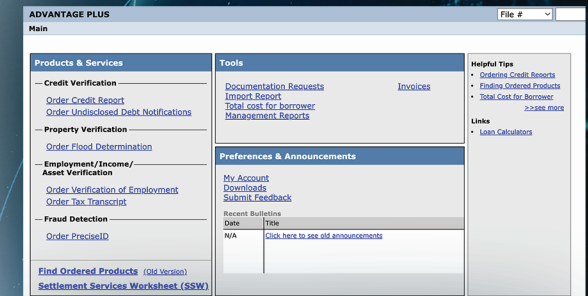 ADVANTAGE PLUS
File #
Main
Products & Services
Credit Verification
Order Credit Report
Order Undisclosed Debt Notifications
Property Verification
Order Flood Determination
Employment/Income/
Asset Verification
Order Verification of Employment
Order Tax Transcript
Fraud Detection
Order PreciseID
Find Ordered Products (Old Version)
Settlement Services Worksheet (SSW)
Tools
Documentation Requests
Invoices
Import Report
Total cost for borrower
Management Reports
Preferences & Announcements
My Account
Downloads
Submit Feedback
Recent Bulletins
Date Title
N/A Click here to see old announcements
Helpful Tips
• Ordering Credit Reports
• Finding Ordered Products
• Total Cost for Borrower
>>see more
Links
• Loan Calculators